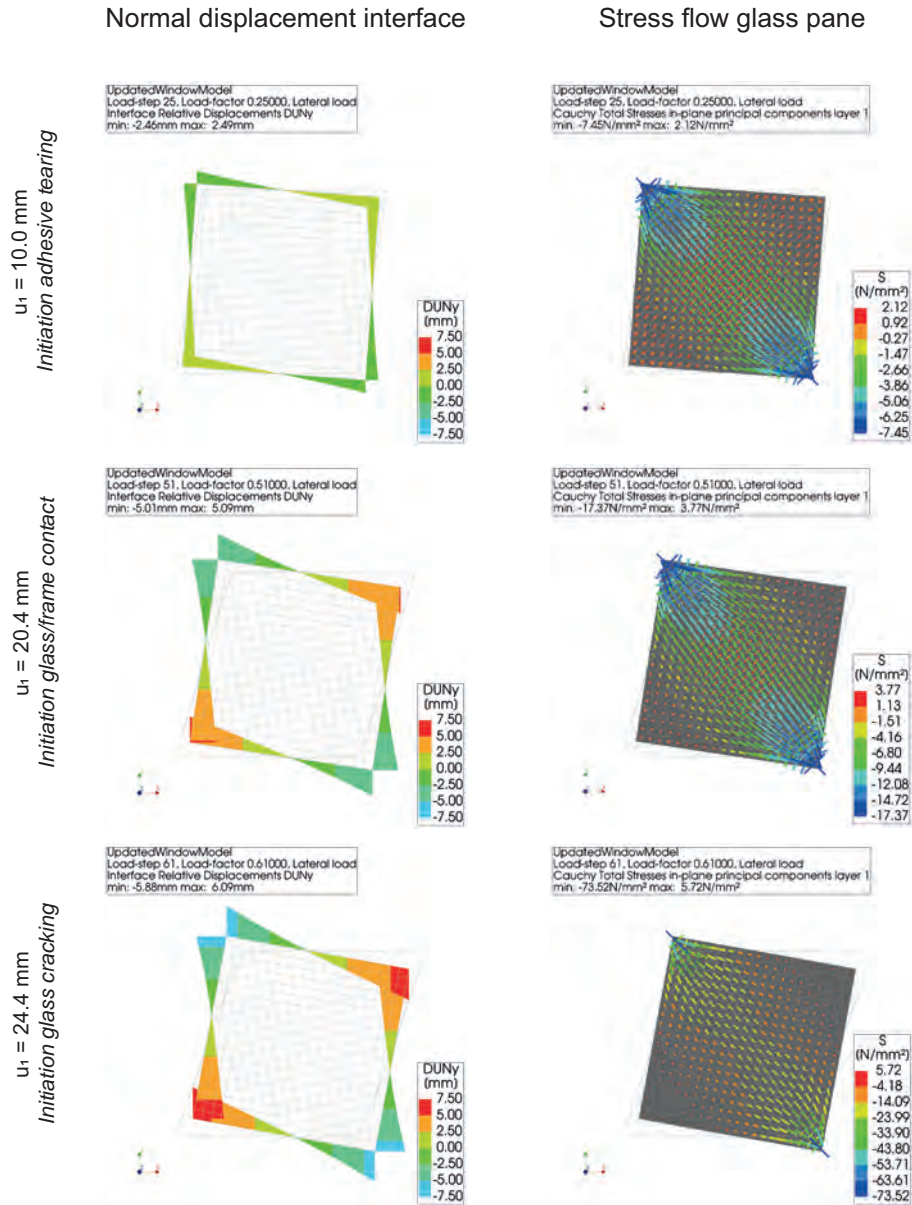 Normal displacement interface
Stress flow glass pane
u1 = 10.0 mm
Initiation adhesive tearing
UpdatedWindowModel
Load-step 25, Load-factor 0.25000, Lateral load
Interface Relative Displacements DUNy
min: -2.46mm max: 2.49mm
DUNy
(mm)
7.50
5.00
2.50
0.00
-2.50
-5.00
-7.50
UpdatedWindowModel
Load-step 25, Load-factor 0.25000, Lateral load
Cauchy Total Stresses in-plane principal components layer 1
min. -7.45N/mm² max: 2.12N/mm²
S
(N/mm²)
2.12
0.92
-0.27
-1.47
-2.66
-3.86
-5.06
-6.25
-7.45
u1 = 20.4 mm
Initiation glass/frame contact
UpdatedWindowModel
Load-step 51, Load-factor 0.51000, Lateral load
Interface Relative Displacements DUNy
min: -5.01mm max: 5.09mm
DUNy
(mm)
7.50
5.00
2.50
0.00
-2.50
-5.00
-7.50
UpdatedWindowModel
Load-step 51, Load-factor 0.51000, Lateral load
Cauchy Total Stresses in-plane principal components layer 1
min: -17.37N/mm² max: 3.77N/mm²
S
(N/mm²)
3.77
1.13
-1.51
-4.16
-6.80
-9.44
-12.08
-14.72
-17.37
u1 = 24.4 mm
Initiation glass cracking
UpdatedWindowModel
Load-step 61, Load-factor 0.61000, Lateral load
Interface Relative Displacements DUNy
min: -5.88mm max: 6.09mm
DUNy
(mm)
7.50
5.00
2.50
0.00
-2.50
-5.00
-7.50
UpdatedWindowModel
Load-step 61, Load-factor 0.61000, Lateral load
Cauchy Total Stresses in-plane principal components layer 1
min. -73.52N/mm² max: 5.72N/mm²
S
(N/mm²)
5.72
-4.18
-14.09
-23.99
-33.90
-43.80
-53.71
-63.61
-73.52